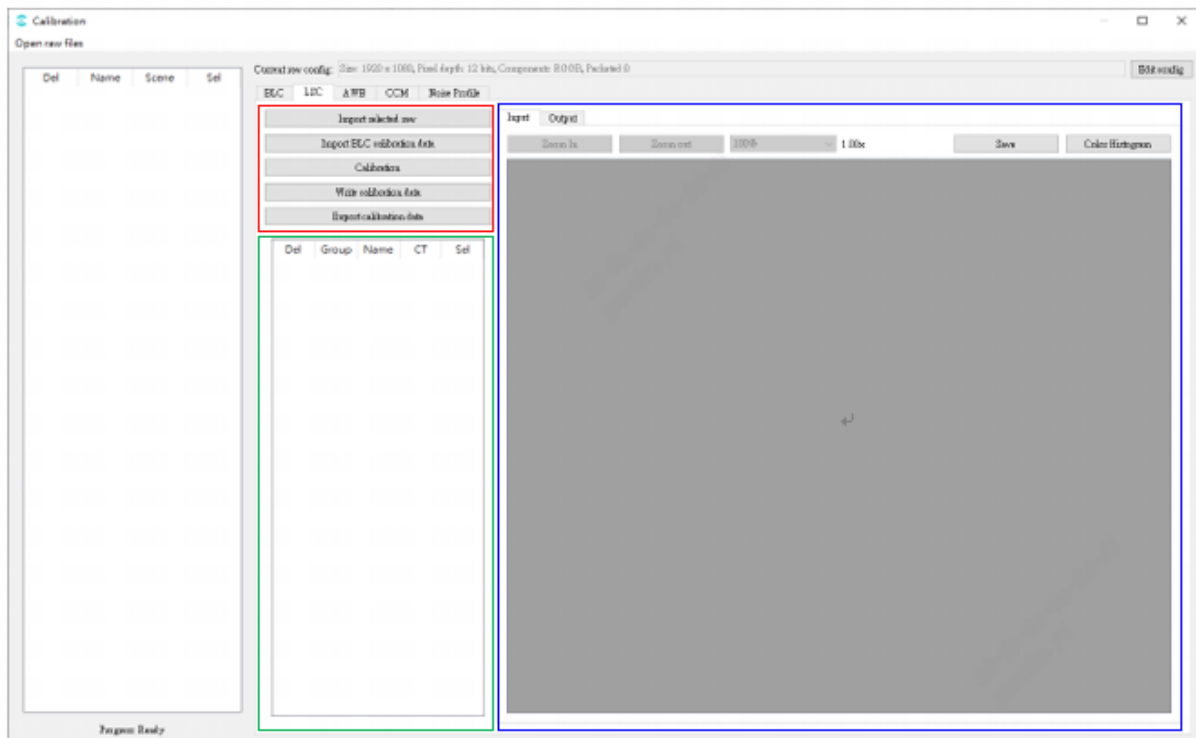 Calibration
Open raw files
Del Name Scene Sel
Current raw config: Size: 1920 x 1080, Pixel depth: 12 bits, Components: RGGB, Packated 0
Edit config
BLC LSC AWB CCM Noise Profile
Import selected raw
Import BLC calibration data
Calibration
Write calibration data
Export calibration data
Input Output
Zoom In Zoom out 100% 1.00x Save Color Histogram
Del Group Name CT Sel
Program Ready